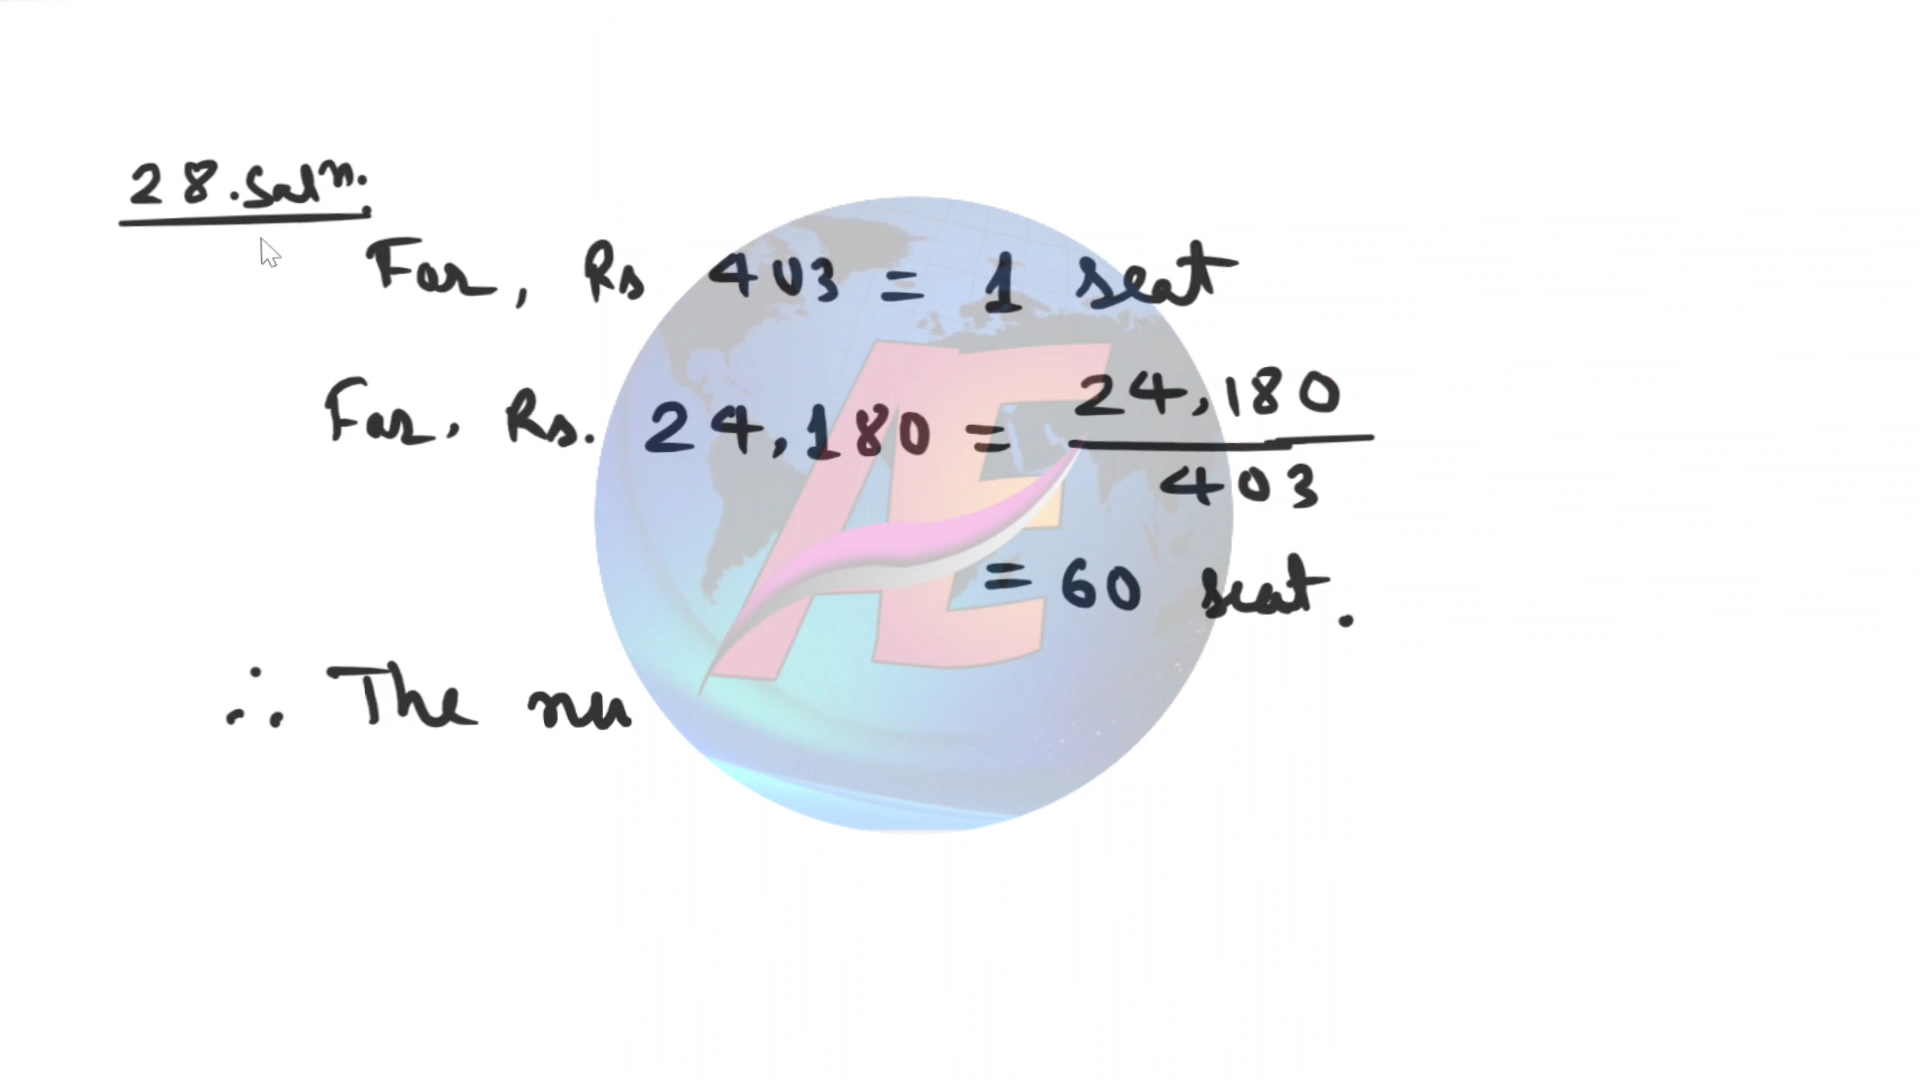 28. Solⁿ.
For, Rs 403 = 1 seat
For, Rs. 24,180 = 24,180 / 403
= 60 seat.
∴ The nu
Æ